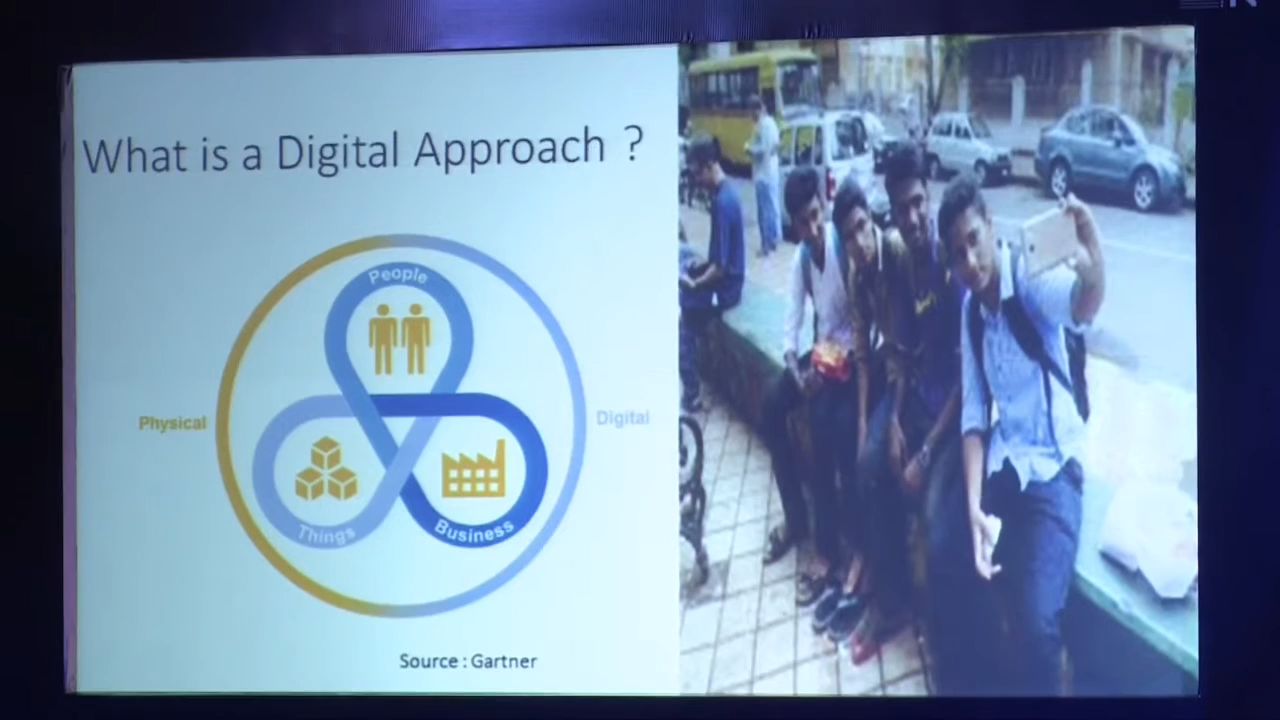 What is a Digital Approach ?
People
Physical
Digital
Things
Business
Source : Gartner